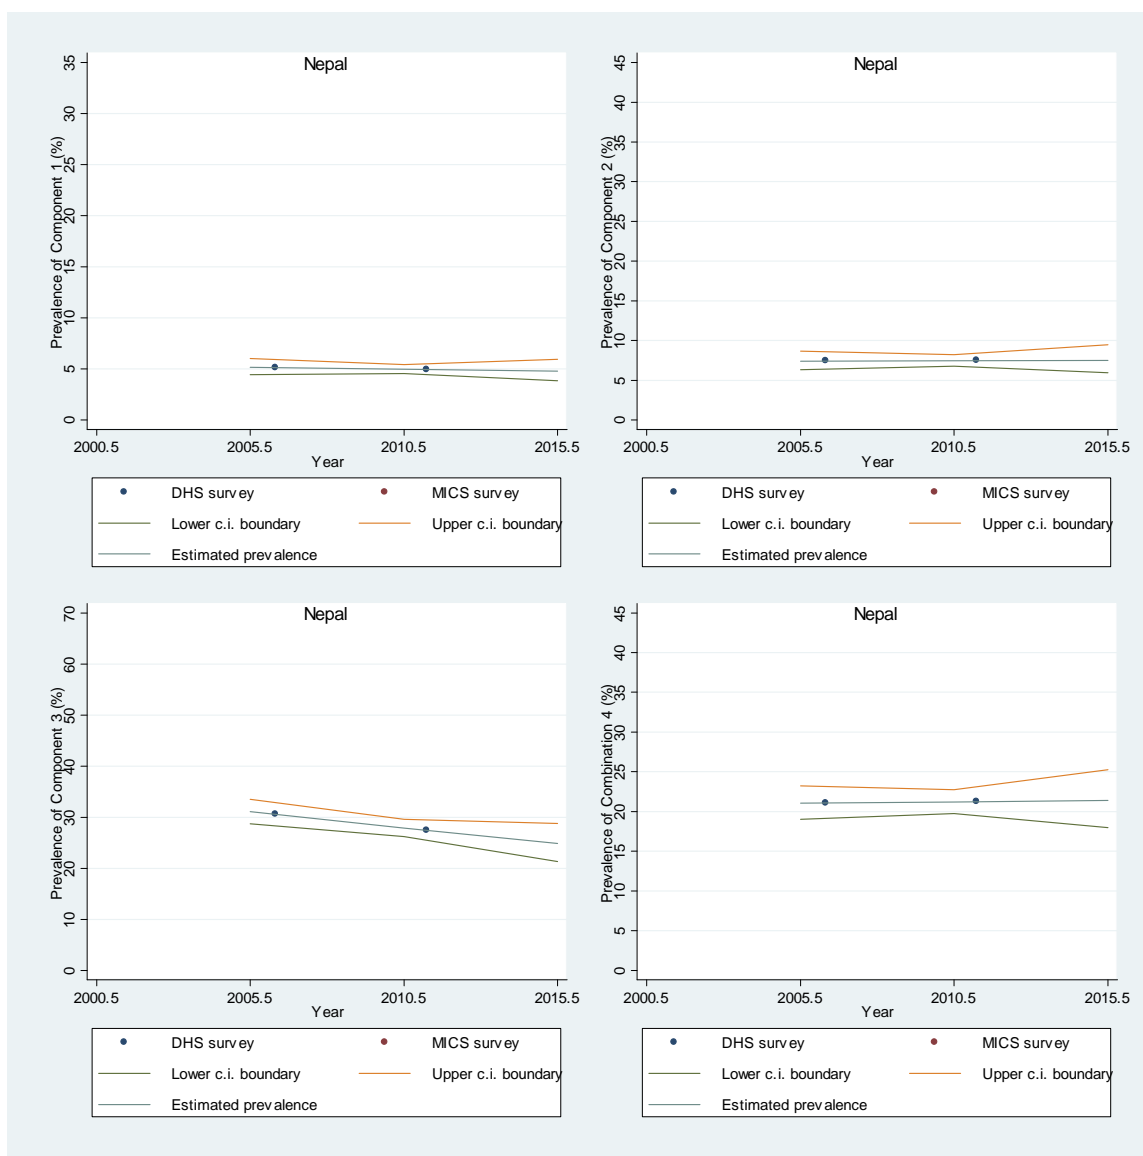 Nepal
Prevalence of Component 1 (%)
35
30
25
20
15
10
5
0
2000.5 2005.5 2010.5 2015.5
Year
DHS survey MICS survey
Lower c.i. boundary Upper c.i. boundary
Estimated prevalence
Nepal
Prevalence of Component 2 (%)
45
40
35
30
25
20
15
10
5
0
2000.5 2005.5 2010.5 2015.5
Year
DHS survey MICS survey
Lower c.i. boundary Upper c.i. boundary
Estimated prevalence
Nepal
Prevalence of Component 3 (%)
70
60
50
40
30
20
10
0
2000.5 2005.5 2010.5 2015.5
Year
DHS survey MICS survey
Lower c.i. boundary Upper c.i. boundary
Estimated prevalence
Nepal
Prevalence of Combination 4 (%)
45
40
35
30
25
20
15
10
5
0
2000.5 2005.5 2010.5 2015.5
Year
DHS survey MICS survey
Lower c.i. boundary Upper c.i. boundary
Estimated prevalence